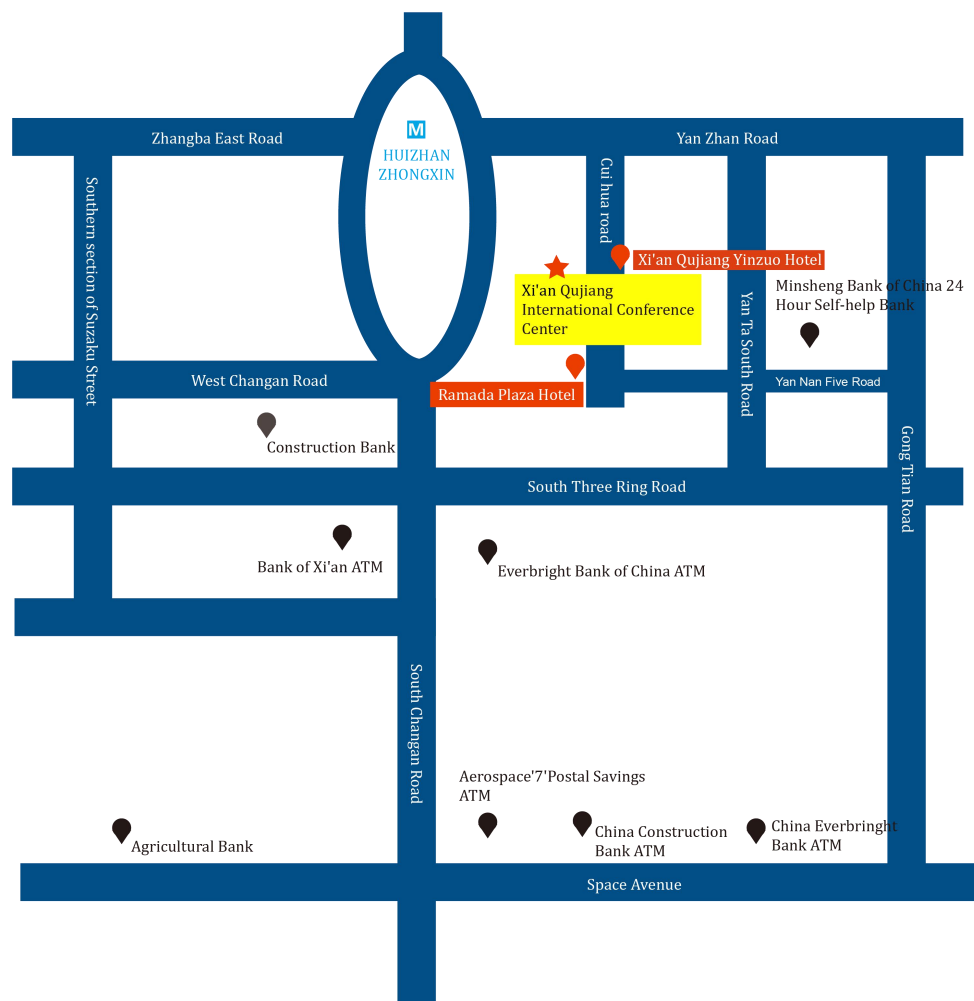 Zhangba East Road
M
HUIZHAN
ZHONGXIN
Yan Zhan Road
Cui hua road
Southern section of Suzaku Street
Xi'an Qujiang Yinzuo Hotel
Xi'an Qujiang
International Conference
Center
Minsheng Bank of China 24
Hour Self-help Bank
Yan Ta South Road
West Changan Road
Ramada Plaza Hotel
Yan Nan Five Road
Construction Bank
Gong Tian Road
South Three Ring Road
Bank of Xi'an ATM
Everbright Bank of China ATM
South Changan Road
Aerospace'7'Postal Savings
ATM
Agricultural Bank
China Construction
Bank ATM
China Everbringht
Bank ATM
Space Avenue